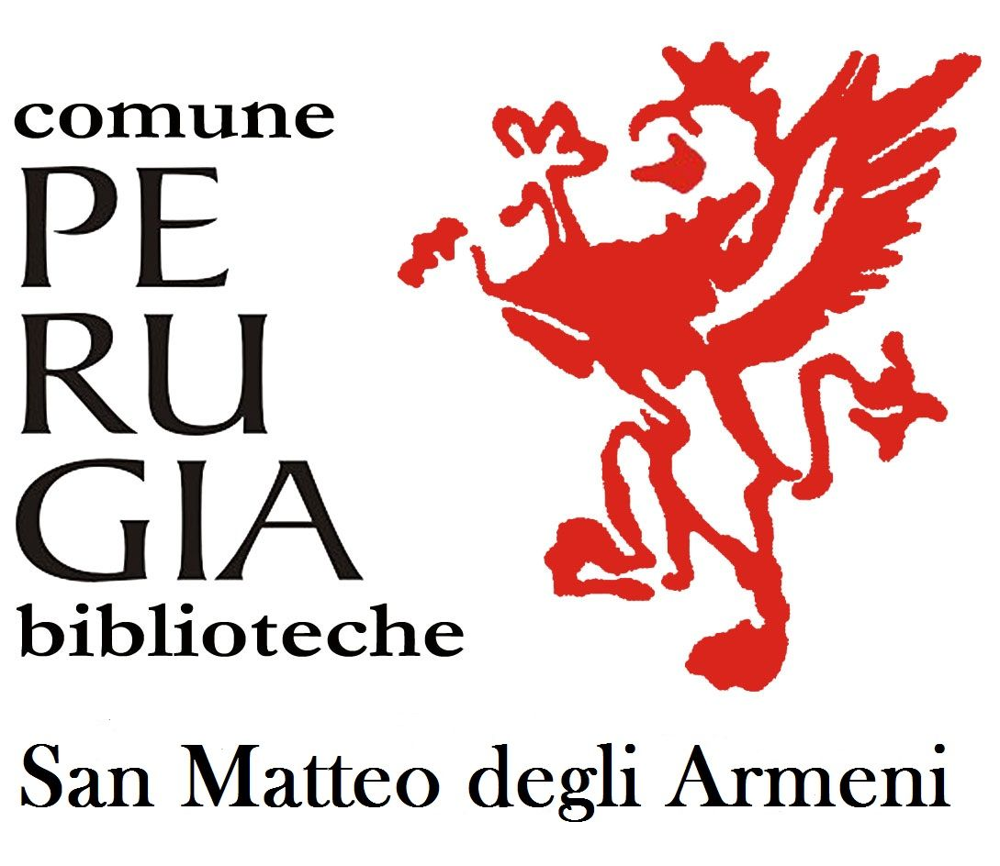 comune
PE
RU
GIA
biblioteche
San Matteo degli Armeni